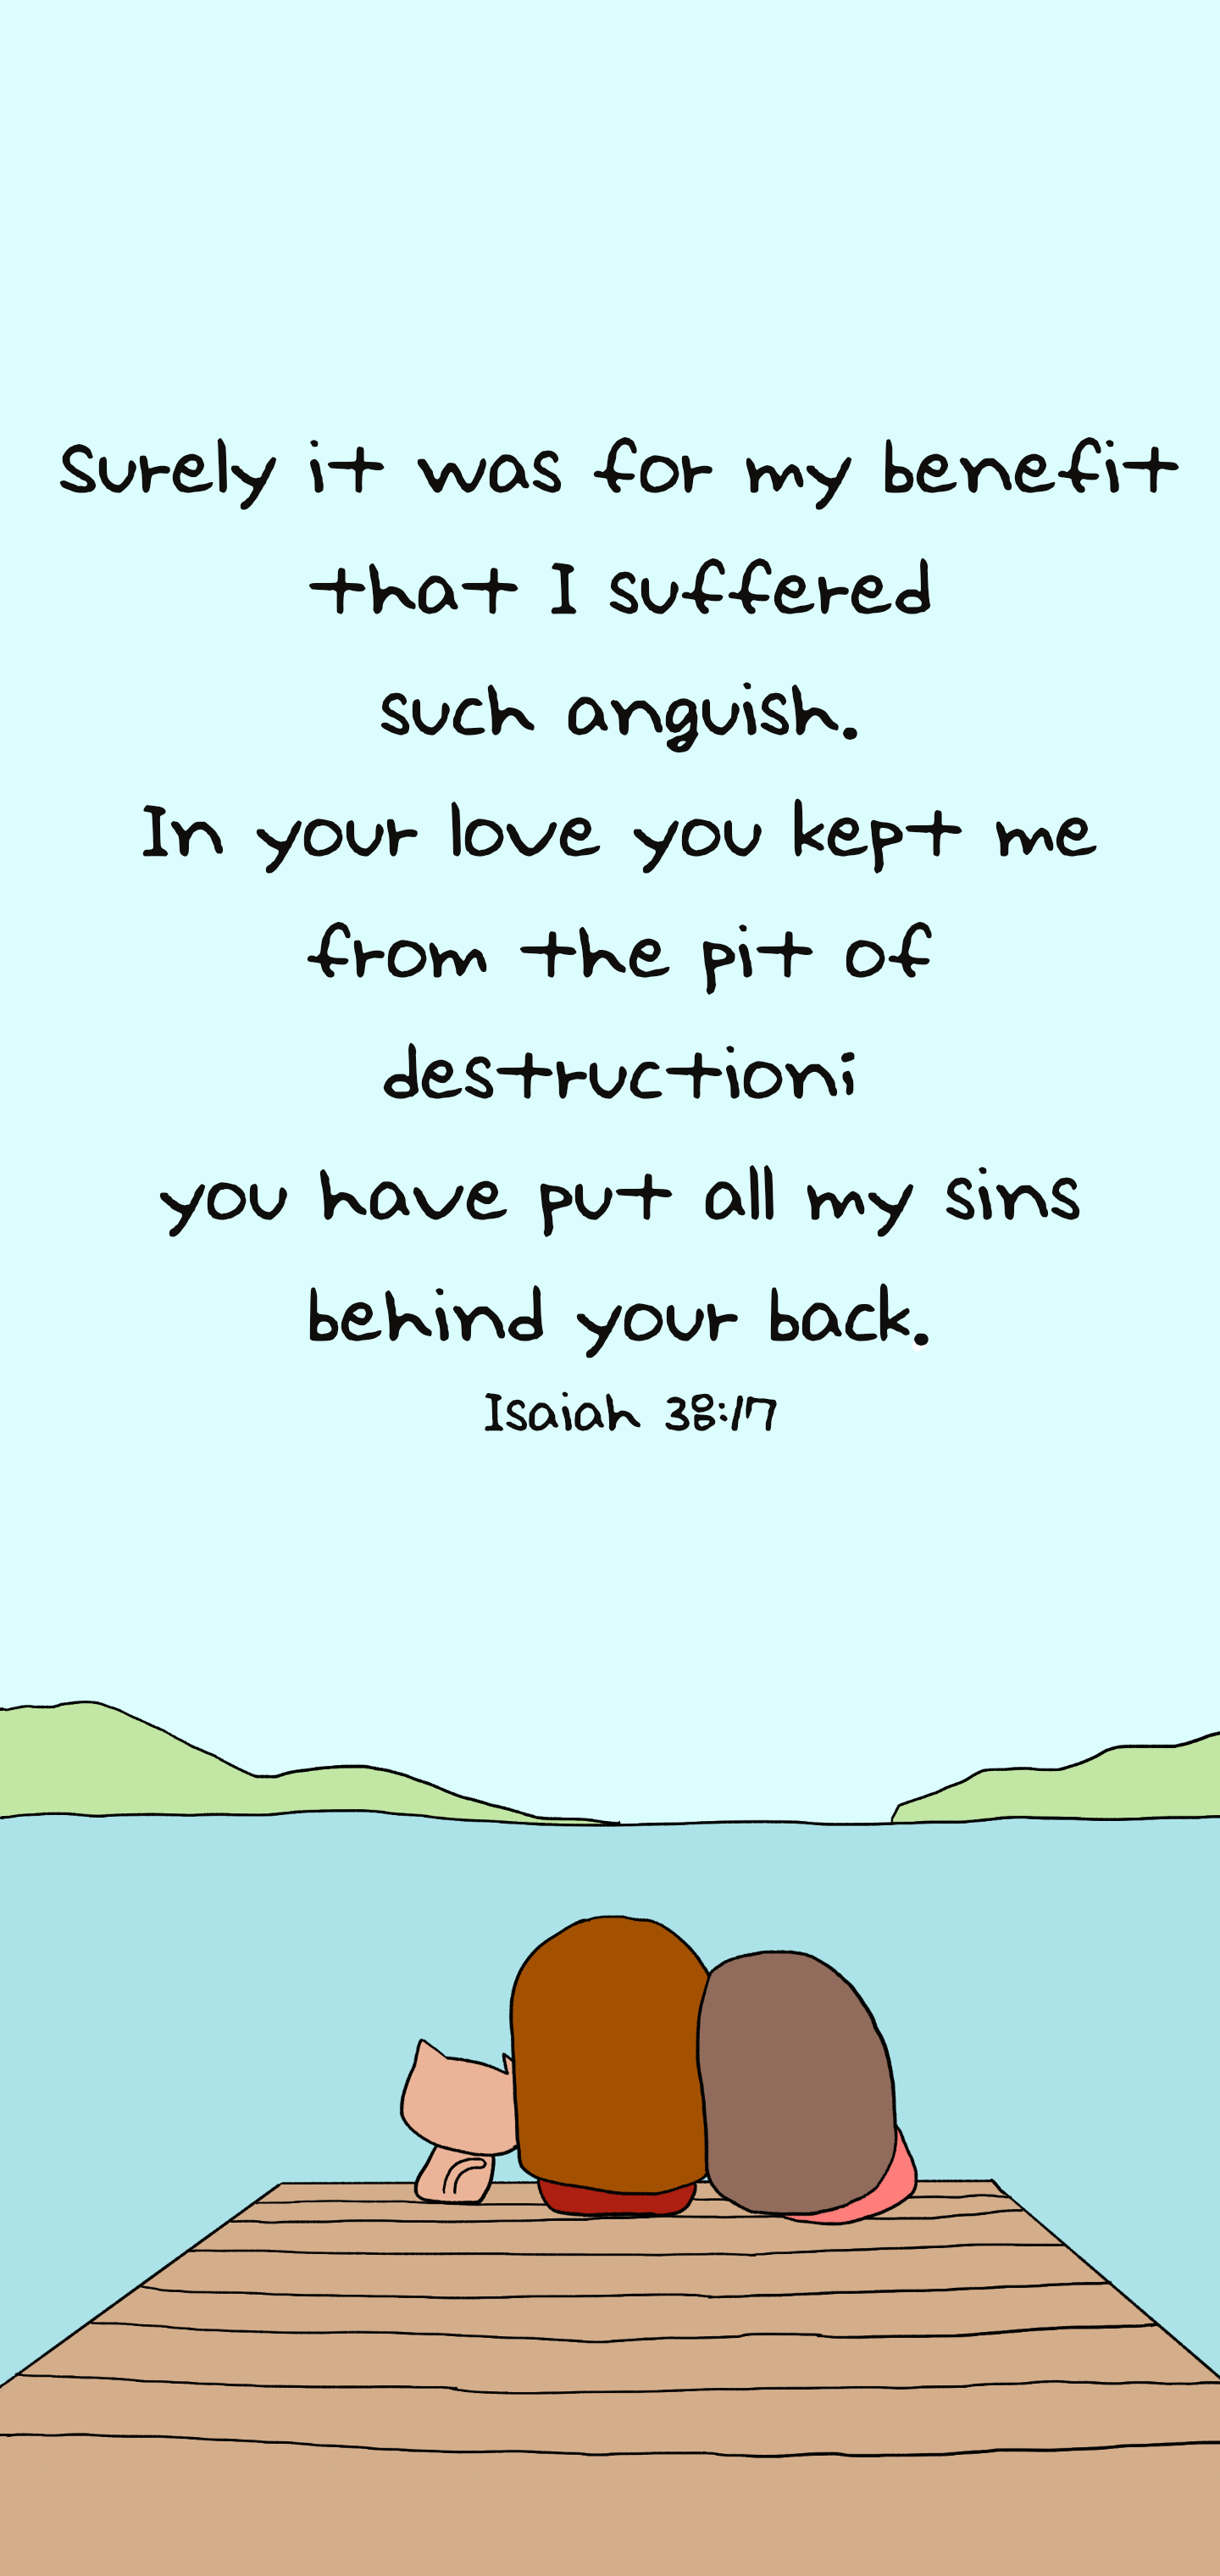 Surely it was for my benefit
that I suffered
such anguish.
In your love you kept me
from the pit of
destructioni
you have put all my sins
behind your back.
Isaiah 38:17